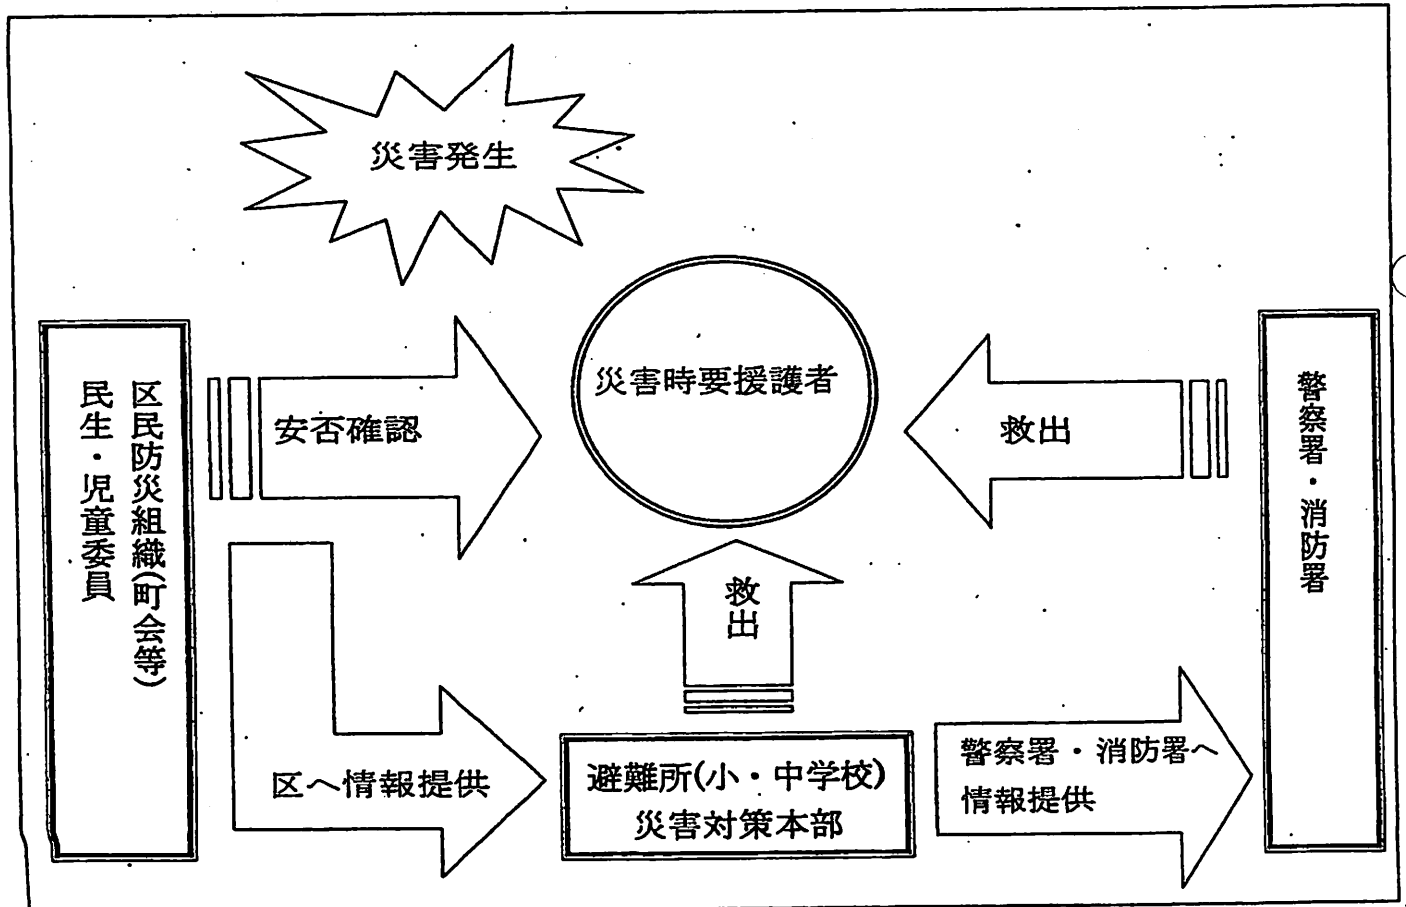 災害発生
災害時要援護者
区民防災組織(町会等)
民生・児童委員
安否確認
救出
警察署・消防署
救出
区へ情報提供
避難所(小・中学校)
災害対策本部
警察署・消防署へ
情報提供